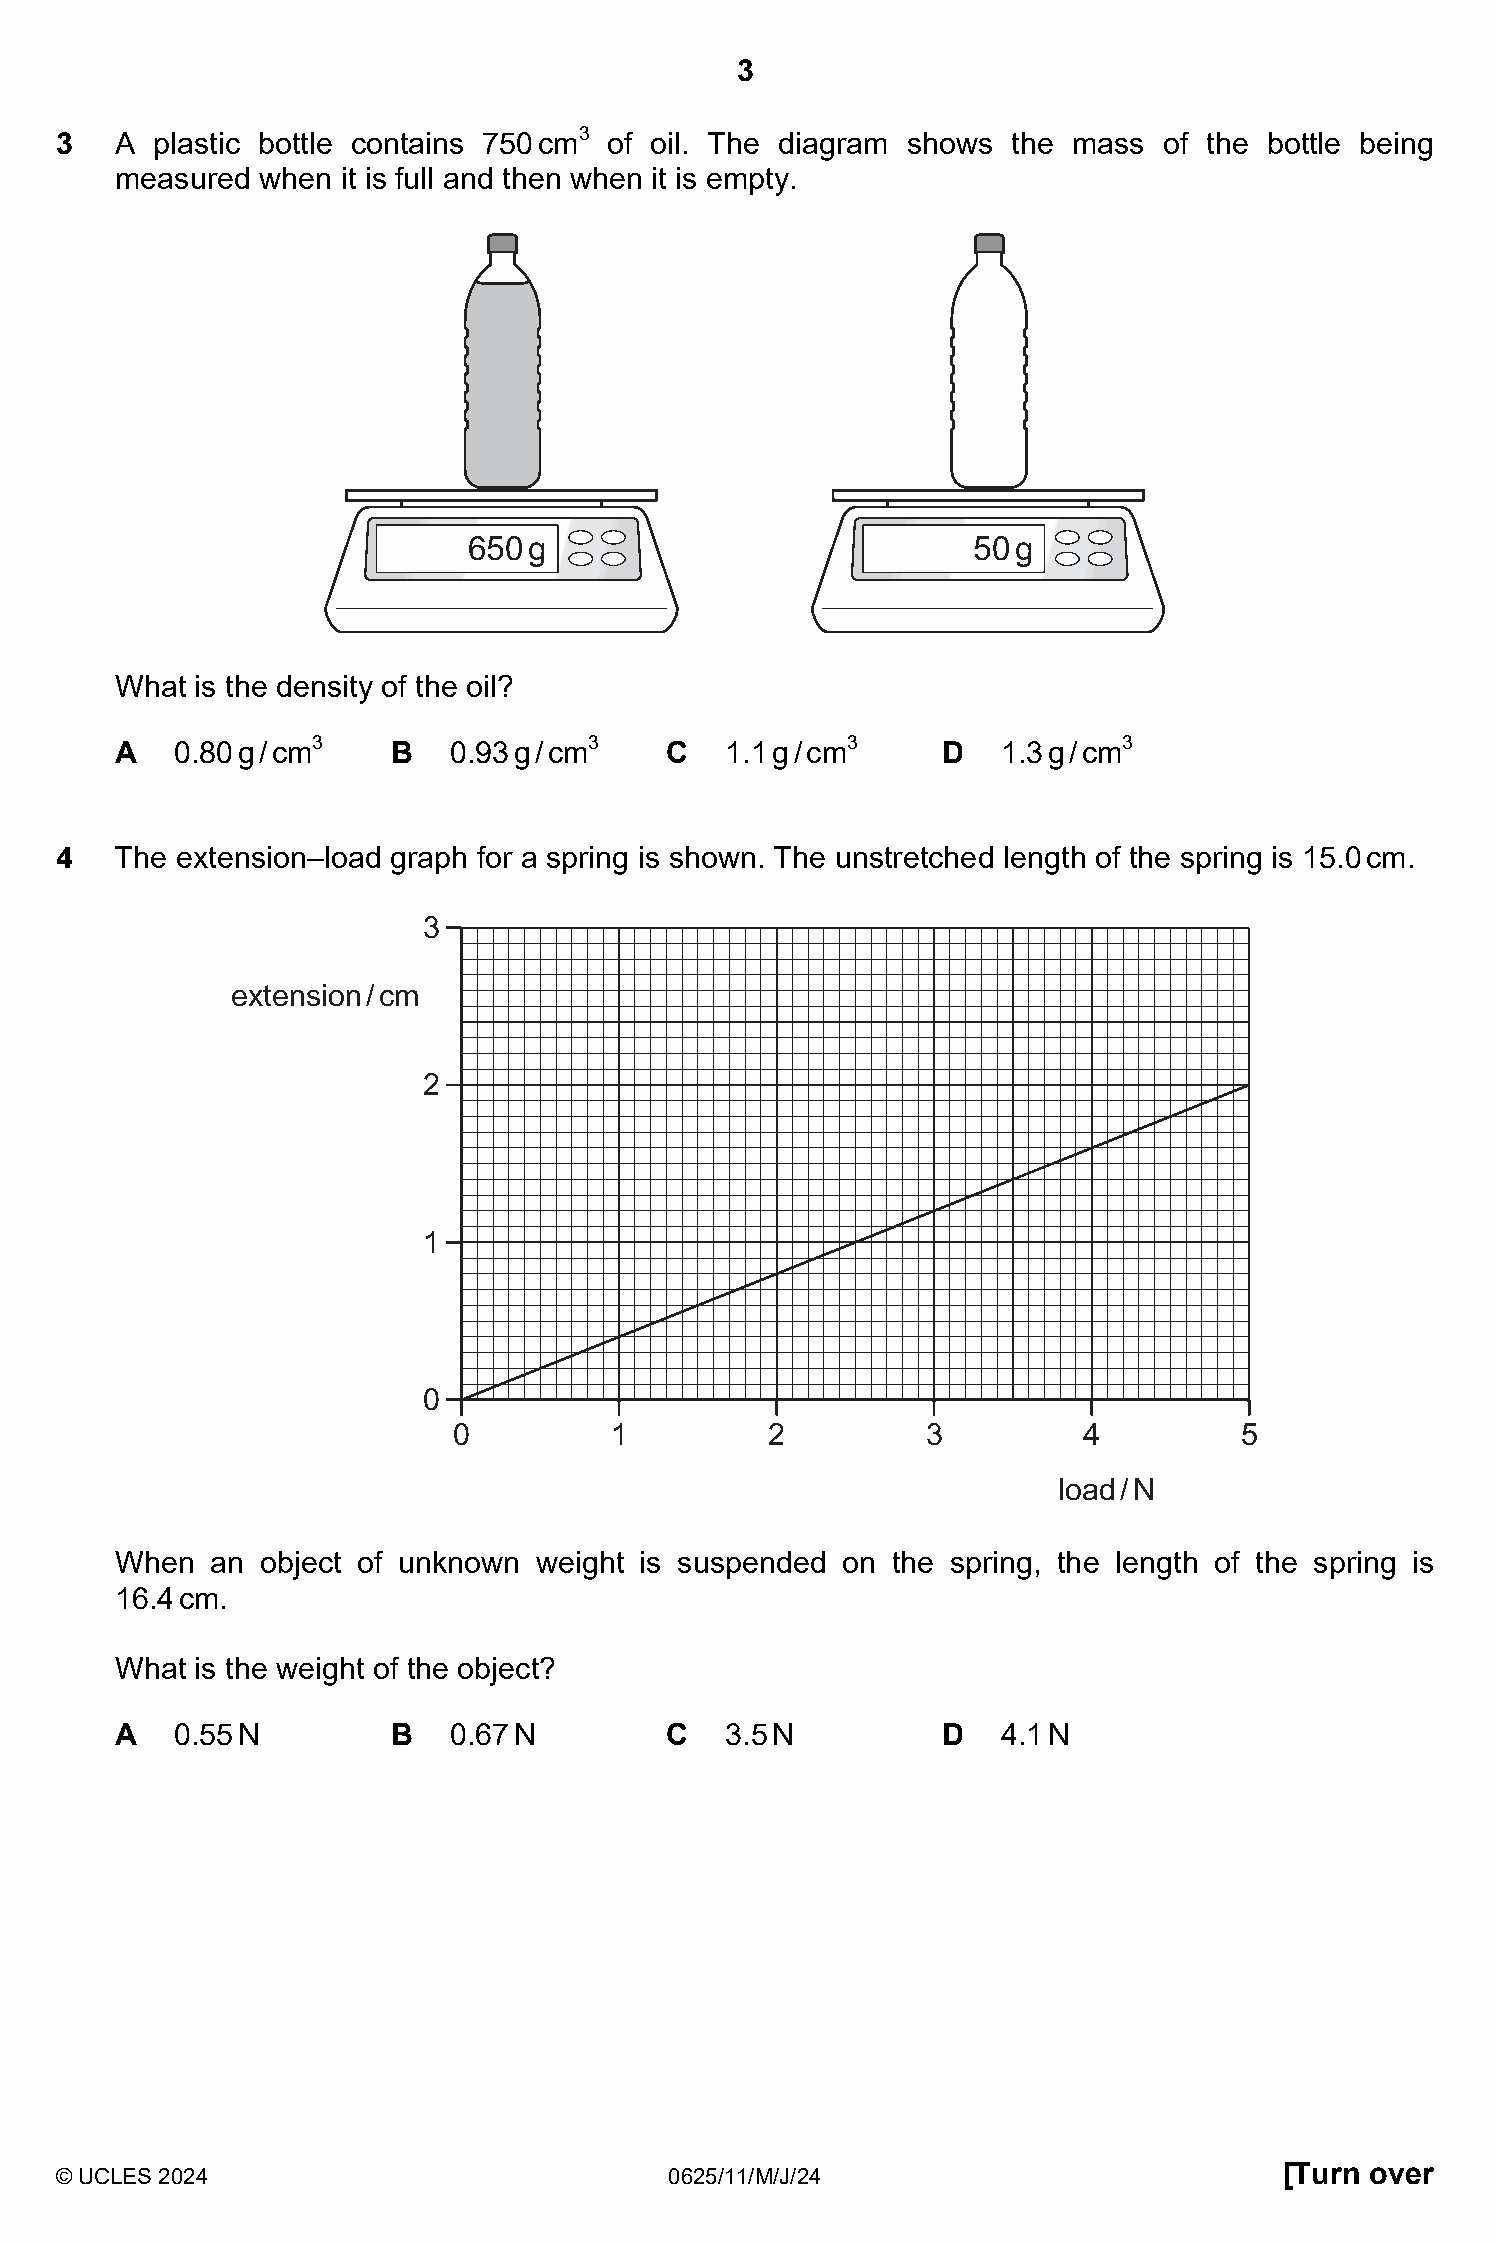 3
3 A plastic bottle contains 750 cm³ of oil. The diagram shows the mass of the bottle being
measured when it is full and then when it is empty.
650 g
50 g
What is the density of the oil?
A 0.80 g / cm³ B 0.93 g / cm³ C 1.1 g / cm³ D 1.3 g / cm³
4 The extension–load graph for a spring is shown. The unstretched length of the spring is 15.0 cm.
3
extension / cm
2
1
0
0 1 2 3 4 5
load / N
When an object of unknown weight is suspended on the spring, the length of the spring is
16.4 cm.
What is the weight of the object?
A 0.55 N B 0.67 N C 3.5 N D 4.1 N
© UCLES 2024 0625/11/M/J/24 [Turn over